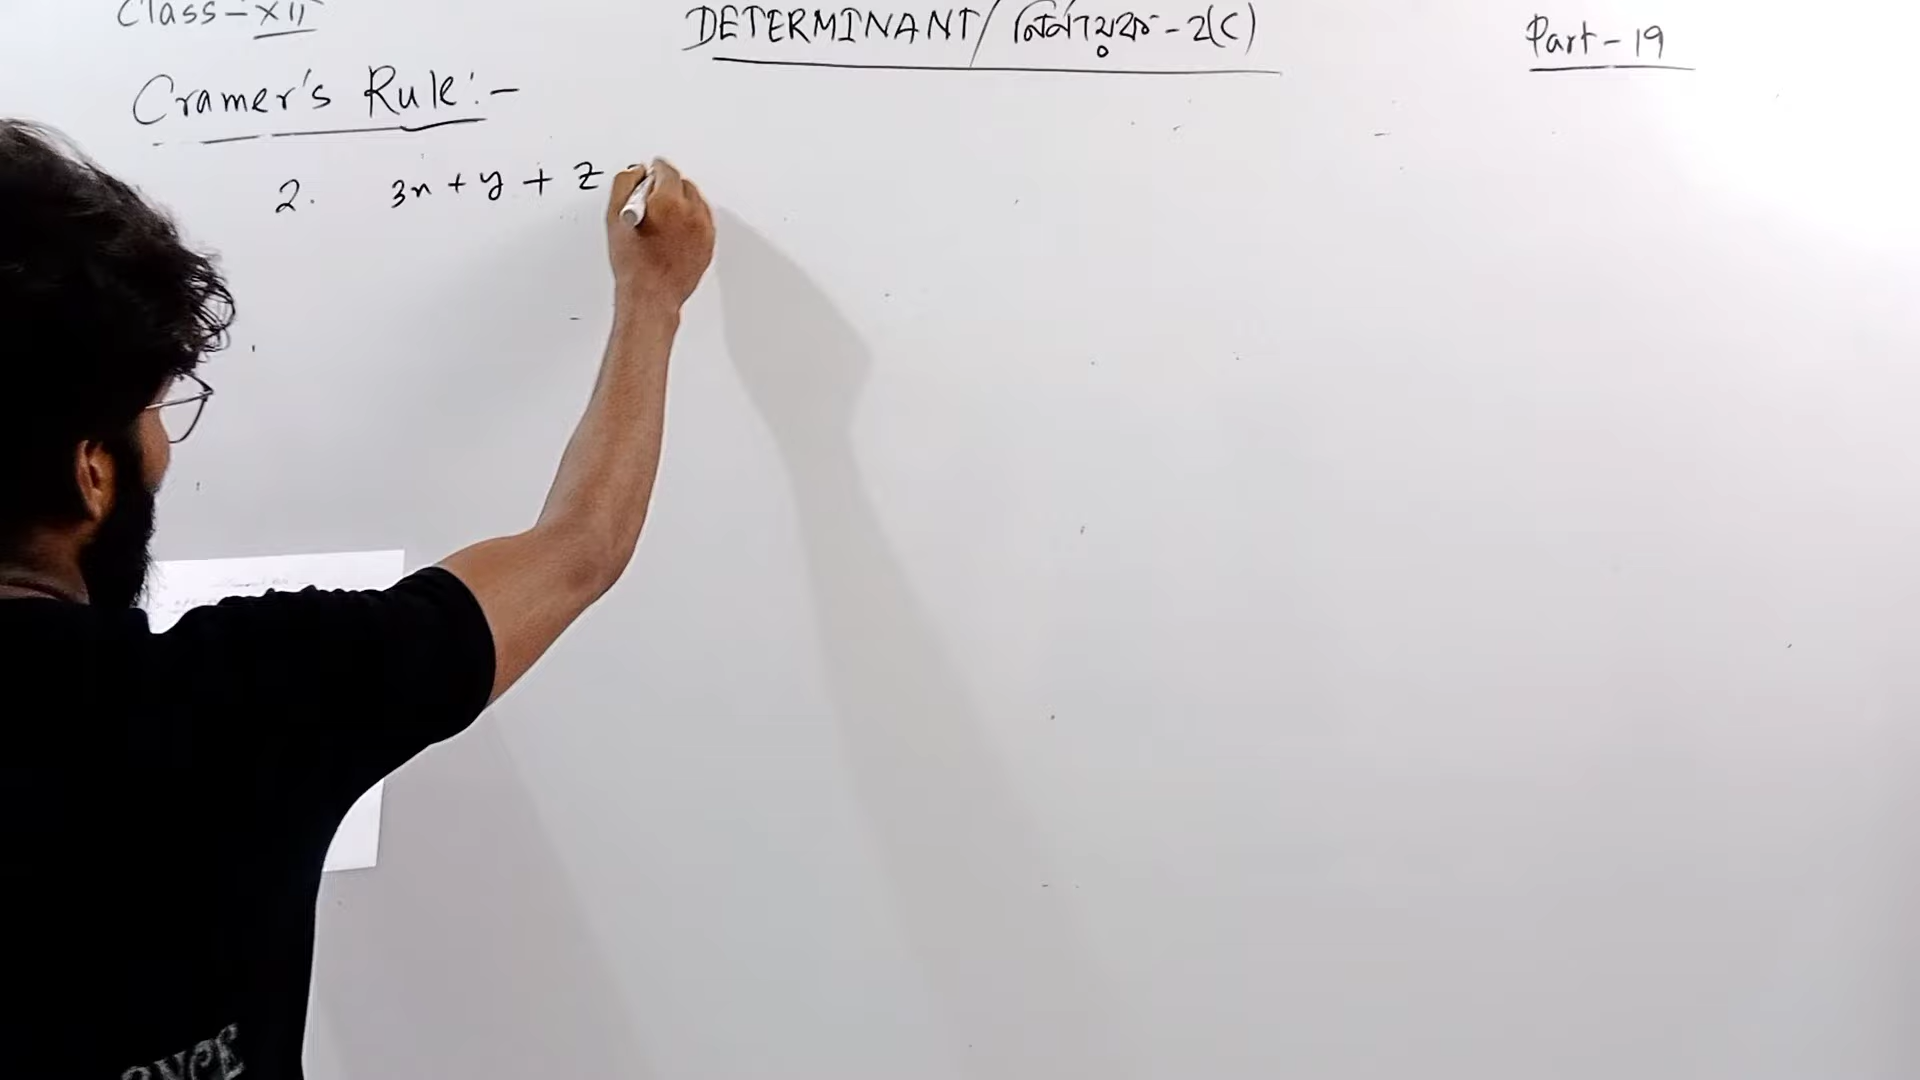 Class-XII
DETERMINANT/ নির্ণায়ক-2(C)
Part-19
Cramer's Rule:-
2. 3x+y+z